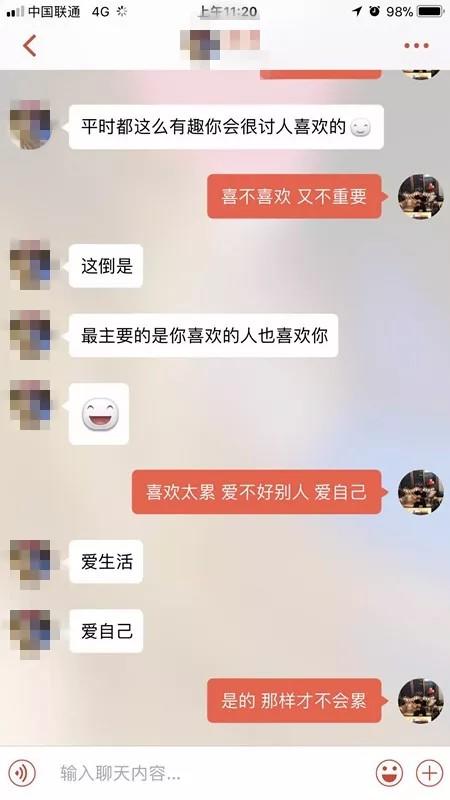 中国联通 4G 上午11:20 98%
平时都这么有趣你会很讨人喜欢的
喜不喜欢 又不重要
这倒是
最主要的是你喜欢的人也喜欢你
喜欢太累 爱不好别人 爱自己
爱生活
爱自己
是的 那样才不会累
输入聊天内容...